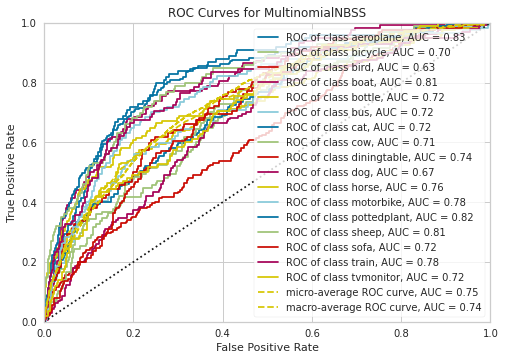 ROC Curves for MultinomialNBSS
1.0
0.8
0.6
0.4
0.2
0.0
True Positive Rate
ROC of class aeroplane, AUC = 0.83
ROC of class bicycle, AUC = 0.70
ROC of class bird, AUC = 0.63
ROC of class boat, AUC = 0.81
ROC of class bottle, AUC = 0.72
ROC of class bus, AUC = 0.72
ROC of class cat, AUC = 0.72
ROC of class cow, AUC = 0.71
ROC of class diningtable, AUC = 0.74
ROC of class dog, AUC = 0.67
ROC of class horse, AUC = 0.76
ROC of class motorbike, AUC = 0.78
ROC of class pottedplant, AUC = 0.82
ROC of class sheep, AUC = 0.81
ROC of class sofa, AUC = 0.72
ROC of class train, AUC = 0.78
ROC of class tvmonitor, AUC = 0.72
micro-average ROC curve, AUC = 0.75
macro-average ROC curve, AUC = 0.74
0.0 0.2 0.4 0.6 0.8 1.0
False Positive Rate